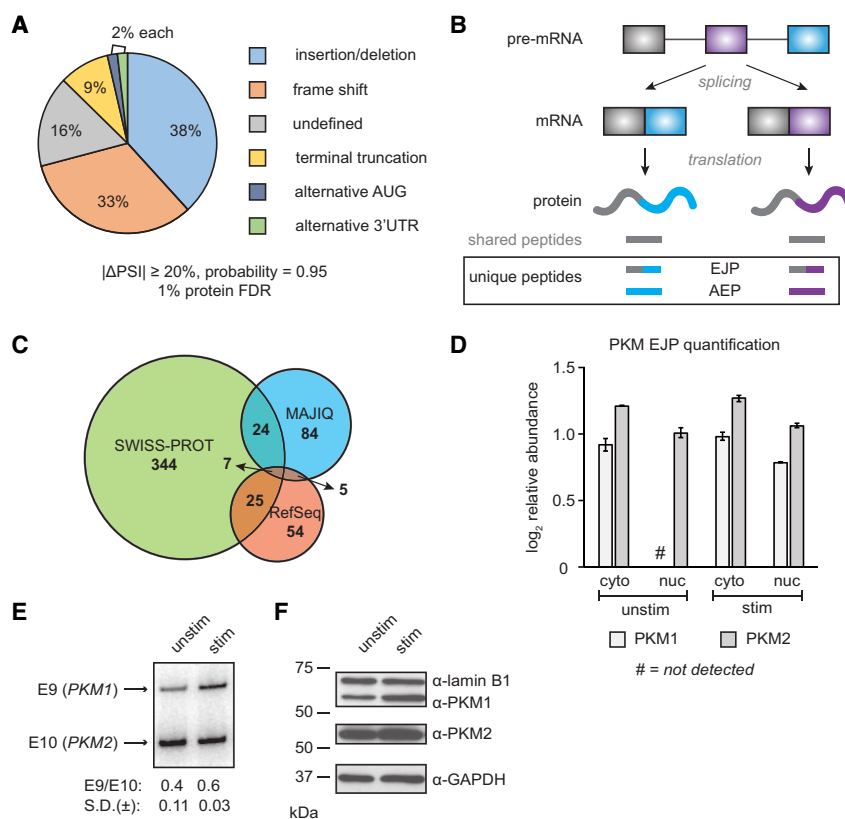 A
2% each
9%
16%
38%
33%
insertion/deletion
frame shift
undefined
terminal truncation
alternative AUG
alternative 3'UTR
|ΔPSI| ≥ 20%, probability = 0.95
1% protein FDR
B
pre-mRNA
splicing
mRNA
translation
protein
shared peptides
unique peptides
EJP
AEP
C
SWISS-PROT
344
24
MAJIQ
84
7
5
25
RefSeq
54
D
PKM EJP quantification
log2 relative abundance
1.5
1.0
0.5
0
#
cyto nuc cyto nuc
unstim stim
PKM1 PKM2
# = not detected
E
unstim stim
E9 (PKM1)
E10 (PKM2)
E9/E10: 0.4 0.6
S.D.(±): 0.11 0.03
F
unstim stim
75
α-lamin B1
α-PKM1
50
α-PKM2
50
37
α-GAPDH
kDa